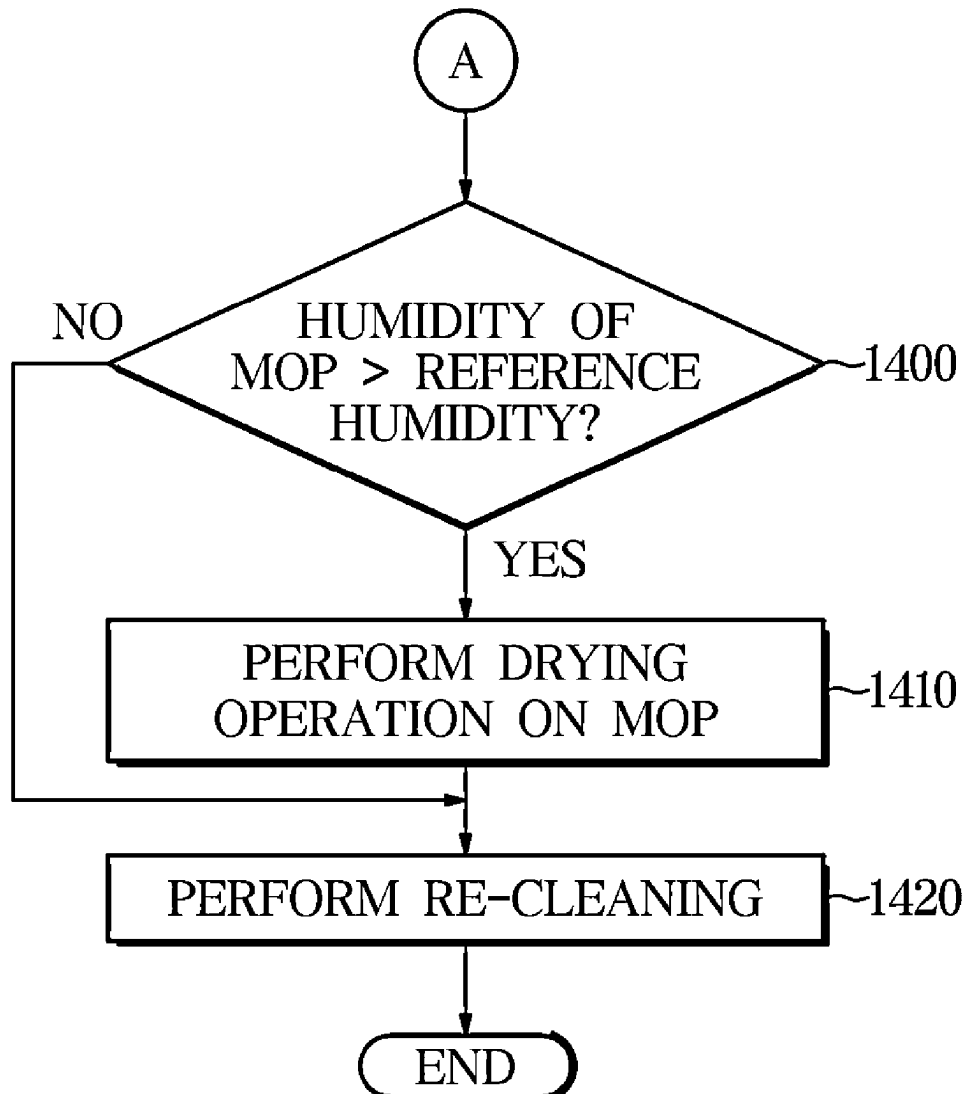 A
NO
HUMIDITY OF
MOP > REFERENCE
HUMIDITY?
1400
YES
PERFORM DRYING
OPERATION ON MOP
1410
PERFORM RE-CLEANING
1420
END